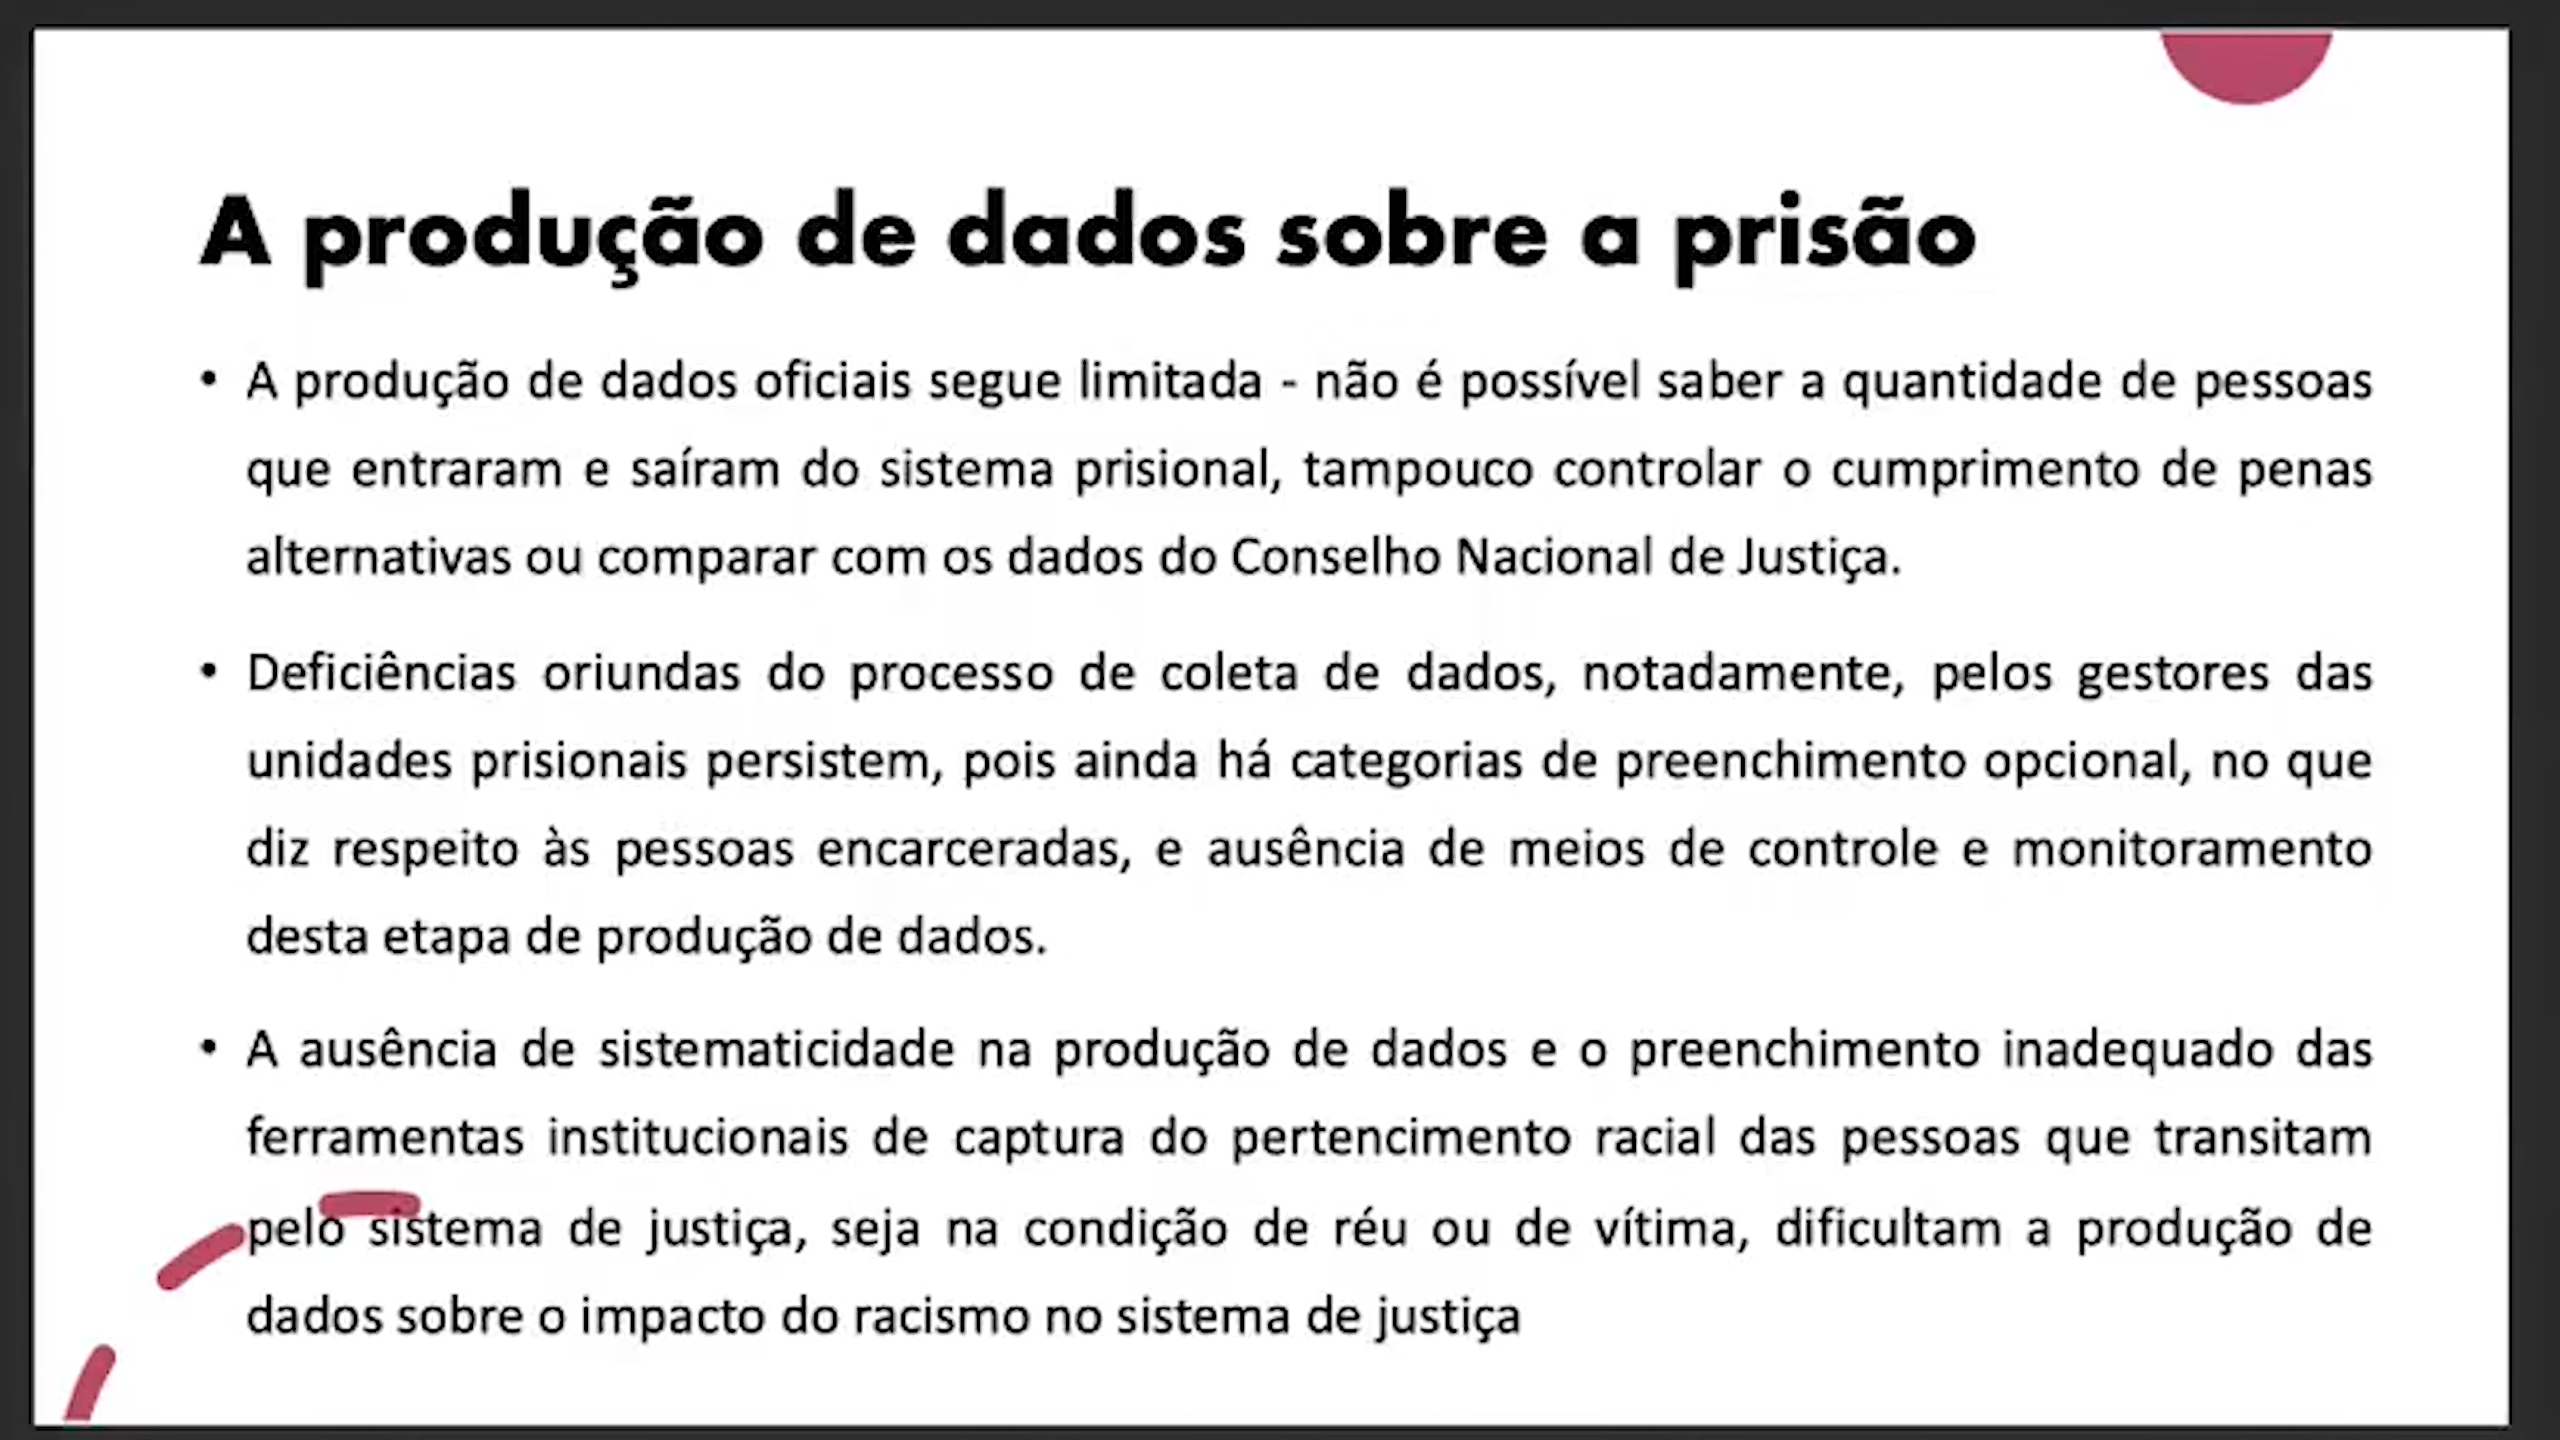 A produção de dados sobre a prisão
• A produção de dados oficiais segue limitada - não é possível saber a quantidade de pessoas
que entraram e saíram do sistema prisional, tampouco controlar o cumprimento de penas
alternativas ou comparar com os dados do Conselho Nacional de Justiça.
• Deficiências oriundas do processo de coleta de dados, notadamente, pelos gestores das
unidades prisionais persistem, pois ainda há categorias de preenchimento opcional, no que
diz respeito às pessoas encarceradas, e ausência de meios de controle e monitoramento
desta etapa de produção de dados.
• A ausência de sistematicidade na produção de dados e o preenchimento inadequado das
ferramentas institucionais de captura do pertencimento racial das pessoas que transitam
pelo sistema de justiça, seja na condição de réu ou de vítima, dificultam a produção de
dados sobre o impacto do racismo no sistema de justiça